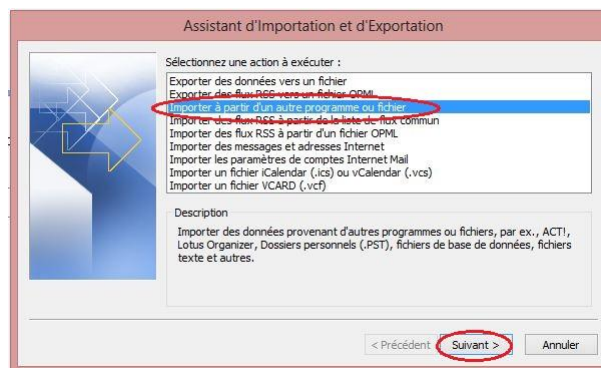 Assistant d'Importation et d'Exportation
Sélectionnez une action à exécuter :
Exporter des données vers un fichier
Exporter des flux RSS vers un fichier OPML
Importer à partir d'un autre programme ou fichier
Importer des flux RSS à partir de la liste de flux commun
Importer des flux RSS à partir d'un fichier OPML
Importer des messages et adresses Internet
Importer les paramètres de comptes Internet Mail
Importer un fichier iCalendar (.ics) ou vCalendar (.vcs)
Importer un fichier VCARD (.vcf)
Description
Importer des données provenant d'autres programmes ou fichiers, par ex., ACT!,
Lotus Organizer, Dossiers personnels (.PST), fichiers de base de données, fichiers
texte et autres.
< Précédent
Suivant >
Annuler